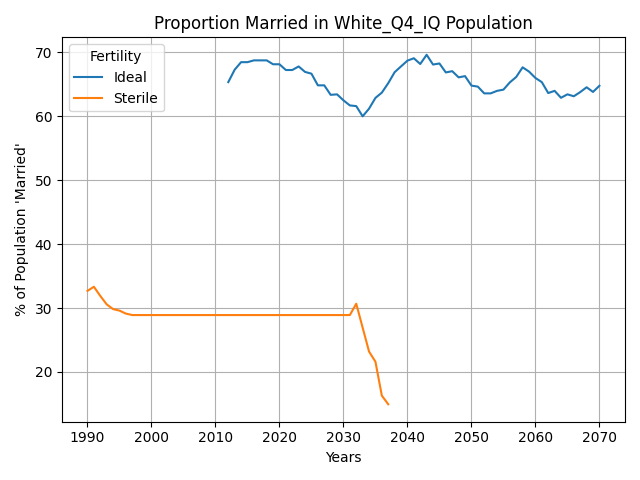 Proportion Married in White_Q4_IQ Population
Fertility
Ideal
Sterile
% of Population 'Married'
70
60
50
40
30
20
1990 2000 2010 2020 2030 2040 2050 2060 2070
Years